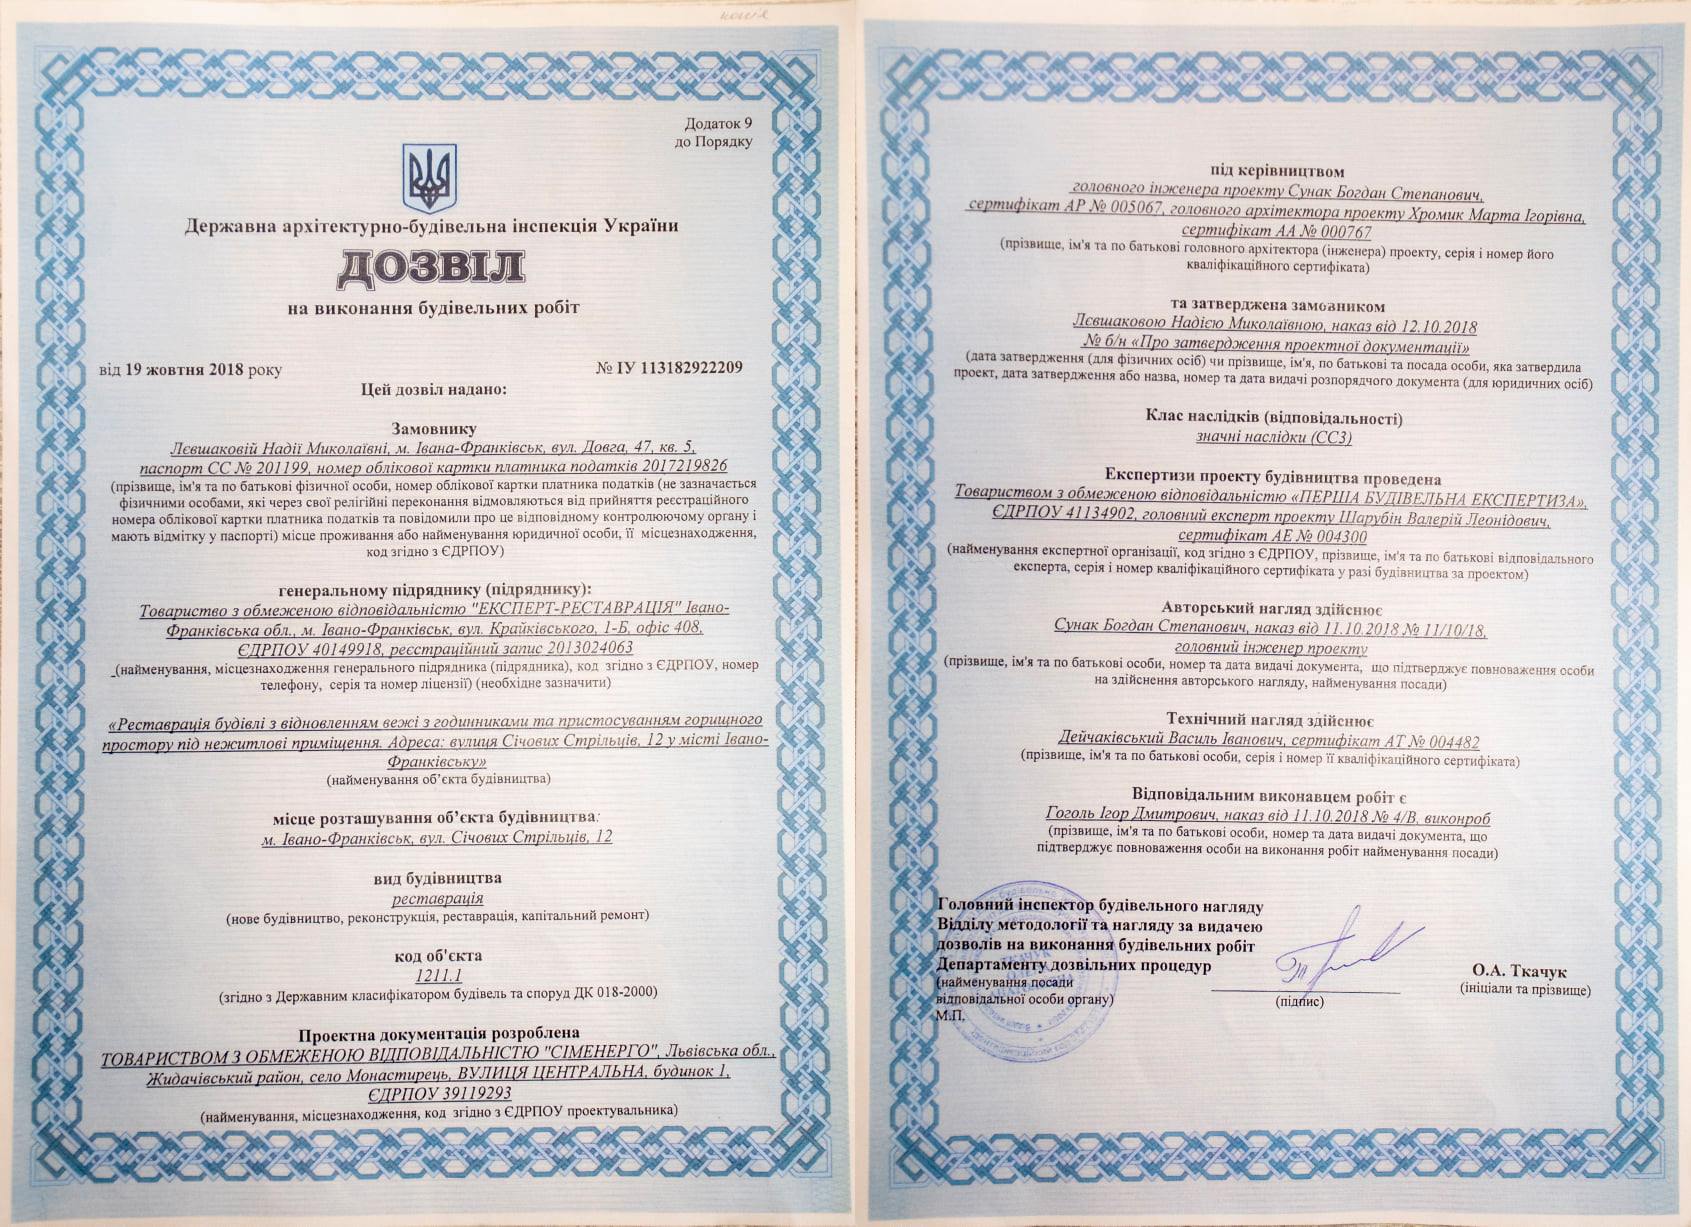 копія
Додаток 9
до Порядку
Державна архітектурно-будівельна інспекція України
ДОЗВІЛ
на виконання будівельних робіт
від 19 жовтня 2018 року
№ ІУ 113182922209
Цей дозвіл надано:
Замовнику
Лєвшаковій Надії Миколаївні, м. Івана-Франківськ, вул. Довга, 47, кв. 5,
паспорт СС № 201199, номер облікової картки платника податків 2017219826
(прізвище, ім'я та по батькові фізичної особи, номер облікової картки платника податків (не зазначається
фізичними особами, які через свої релігійні переконання відмовляються від прийняття реєстраційного
номера облікової картки платника податків та повідомили про це відповідному контролюючому органу і
мають відмітку у паспорті) місце проживання або найменування юридичної особи, її місцезнаходження,
код згідно з ЄДРПОУ)
генеральному підряднику (підряднику):
Товариство з обмеженою відповідальністю "ЕКСПЕРТ-РЕСТАВРАЦІЯ" Івано-
Франківська обл., м. Івано-Франківськ, вул. Крайківського, 1-Б, офіс 408,
ЄДРПОУ 40149918, реєстраційний запис 2013024063
(найменування, місцезнаходження генерального підрядника (підрядника), код згідно з ЄДРПОУ, номер
телефону, серія та номер ліцензії) (необхідне зазначити)
«Реставрація будівлі з відновленням вежі з годинниками та пристосуванням горищного
простору під нежитлові приміщення. Адреса: вулиця Січових Стрільців, 12 у місті Івано-
Франківську»
(найменування об’єкта будівництва)
місце розташування об’єкта будівництва:
м. Івано-Франківськ, вул. Січових Стрільців, 12
вид будівництва
реставрація
(нове будівництво, реконструкція, реставрація, капітальний ремонт)
код об'єкта
1211.1
(згідно з Державним класифікатором будівель та споруд ДК 018-2000)
Проектна документація розроблена
ТОВАРИСТВОМ З ОБМЕЖЕНОЮ ВІДПОВІДАЛЬНІСТЮ "СІМЕНЕРГО", Львівська обл.,
Жидачівський район, село Монастирець, ВУЛИЦЯ ЦЕНТРАЛЬНА, будинок 1,
ЄДРПОУ 39119293
(найменування, місцезнаходження, код згідно з ЄДРПОУ проектувальника)
під керівництвом
головного інженера проекту Сунак Богдан Степанович,
сертифікат АР № 005067, головного архітектора проекту Хромик Марта Ігорівна,
сертифікат АА № 000767
(прізвище, ім'я та по батькові головного архітектора (інженера) проекту, серія і номер його
кваліфікаційного сертифіката)
та затверджена замовником
Лєвшаковою Надією Миколаївною, наказ від 12.10.2018
№ б/н «Про затвердження проектної документації»
(дата затвердження (для фізичних осіб) чи прізвище, ім'я, по батькові та посада особи, яка затвердила
проект, дата затвердження або назва, номер та дата видачі розпорядчого документа (для юридичних осіб)
Клас наслідків (відповідальності)
значні наслідки (СС3)
Експертизи проекту будівництва проведена
Товариством з обмеженою відповідальністю «ПЕРША БУДІВЕЛЬНА ЕКСПЕРТИЗА»,
ЄДРПОУ 41134902, головний експерт проекту Шарубін Валерій Леонідович,
сертифікат АЕ № 004300
(найменування експертної організації, код згідно з ЄДРПОУ, прізвище, ім'я та по батькові відповідального
експерта, серія і номер кваліфікаційного сертифіката у разі будівництва за проектом)
Авторський нагляд здійснює
Сунак Богдан Степанович, наказ від 11.10.2018 № 11/10/18,
головний інженер проекту
(прізвище, ім'я та по батькові особи, номер та дата видачі документа, що підтверджує повноваження особи
на здійснення авторського нагляду, найменування посади)
Технічний нагляд здійснює
Дейчаківський Василь Іванович, сертифікат АТ № 004482
(прізвище, ім'я та по батькові особи, серія і номер її кваліфікаційного сертифіката)
Відповідальним виконавцем робіт є
Гоголь Ігор Дмитрович, наказ від 11.10.2018 № 4/В, виконроб
(прізвище, ім'я та по батькові особи, номер та дата видачі документа, що
підтверджує повноваження особи на виконання робіт найменування посади)
Головний інспектор будівельного нагляду
Відділу методології та нагляду за видачею
дозволів на виконання будівельних робіт
Департаменту дозвільних процедур
(найменування посади
відповідальної особи органу)
М.П.
(підпис)
О.А. Ткачук
(ініціали та прізвище)
ТКАЧУК